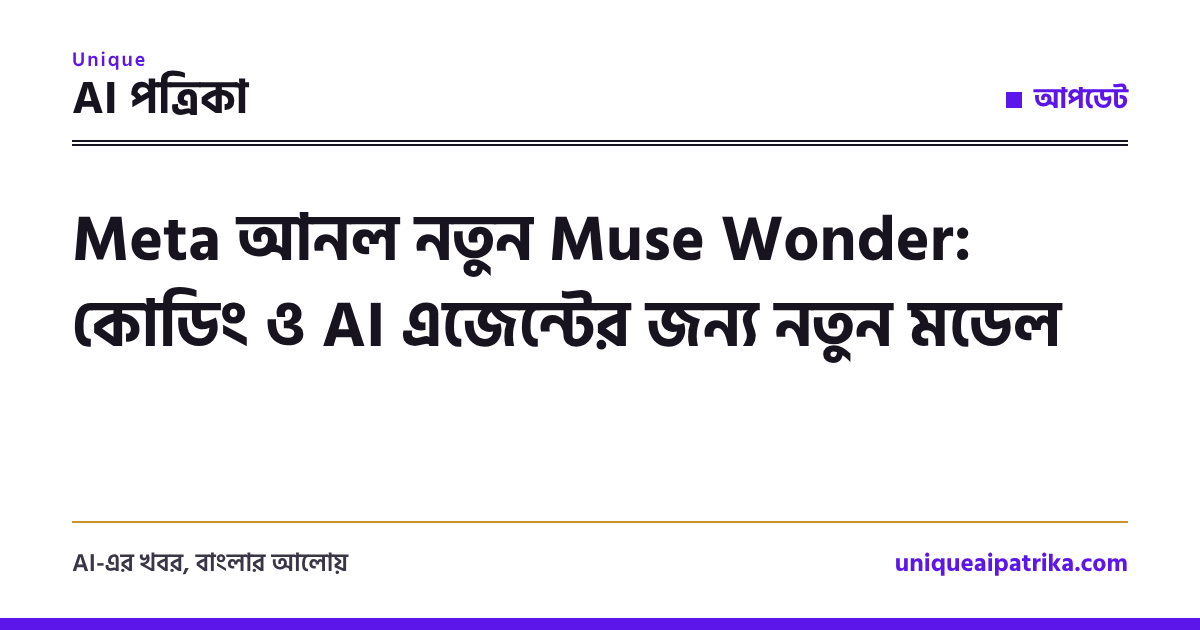 Unique
AI পত্রিকা
আপডেট
Meta আনল নতুন Muse Wonder:
কোডিং ও AI এজেন্টের জন্য নতুন মডেল
AI-এর খবর, বাংলার আলোয়
uniqueaipatrika.com